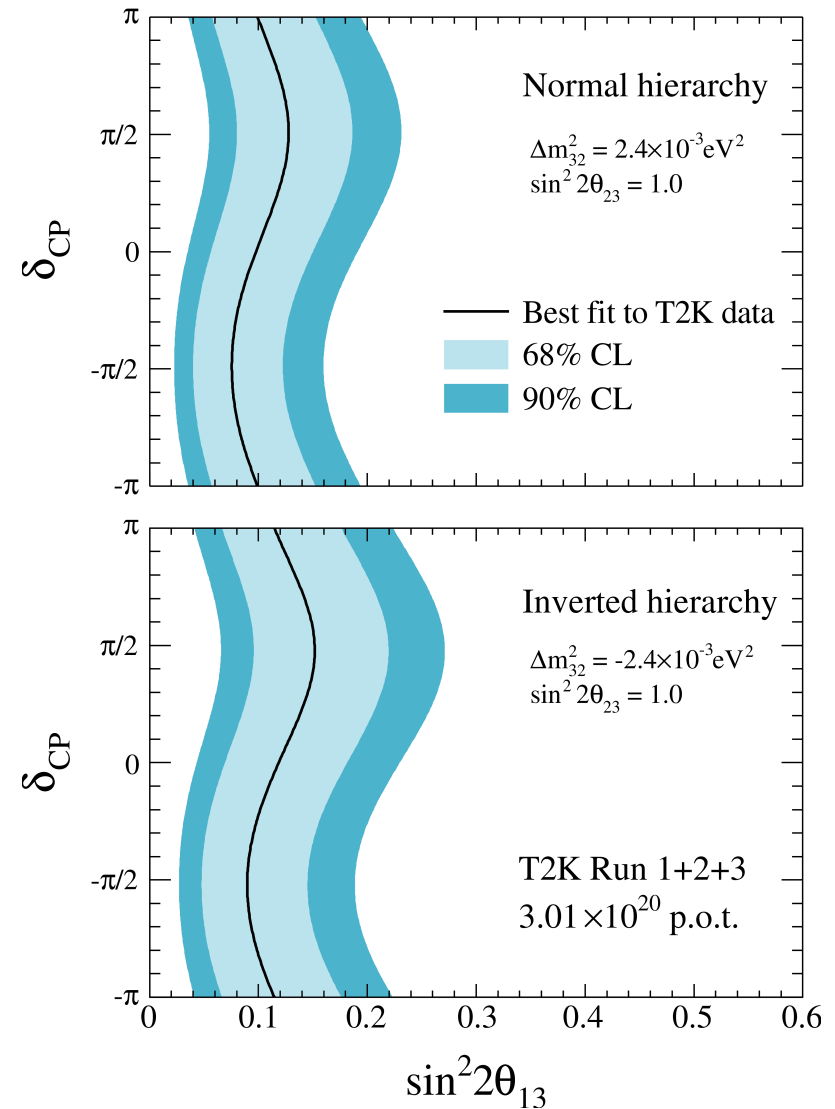 π
π/2
0
-π/2
-π
δCP
Normal hierarchy
Δm²₃₂ = 2.4×10⁻³eV²
sin² 2θ₂₃ = 1.0
Best fit to T2K data
68% CL
90% CL
π
π/2
0
-π/2
-π
δCP
Inverted hierarchy
Δm²₃₂ = -2.4×10⁻³eV²
sin² 2θ₂₃ = 1.0
T2K Run 1+2+3
3.01×10²⁰ p.o.t.
0 0.1 0.2 0.3 0.4 0.5 0.6
sin²2θ₁₃